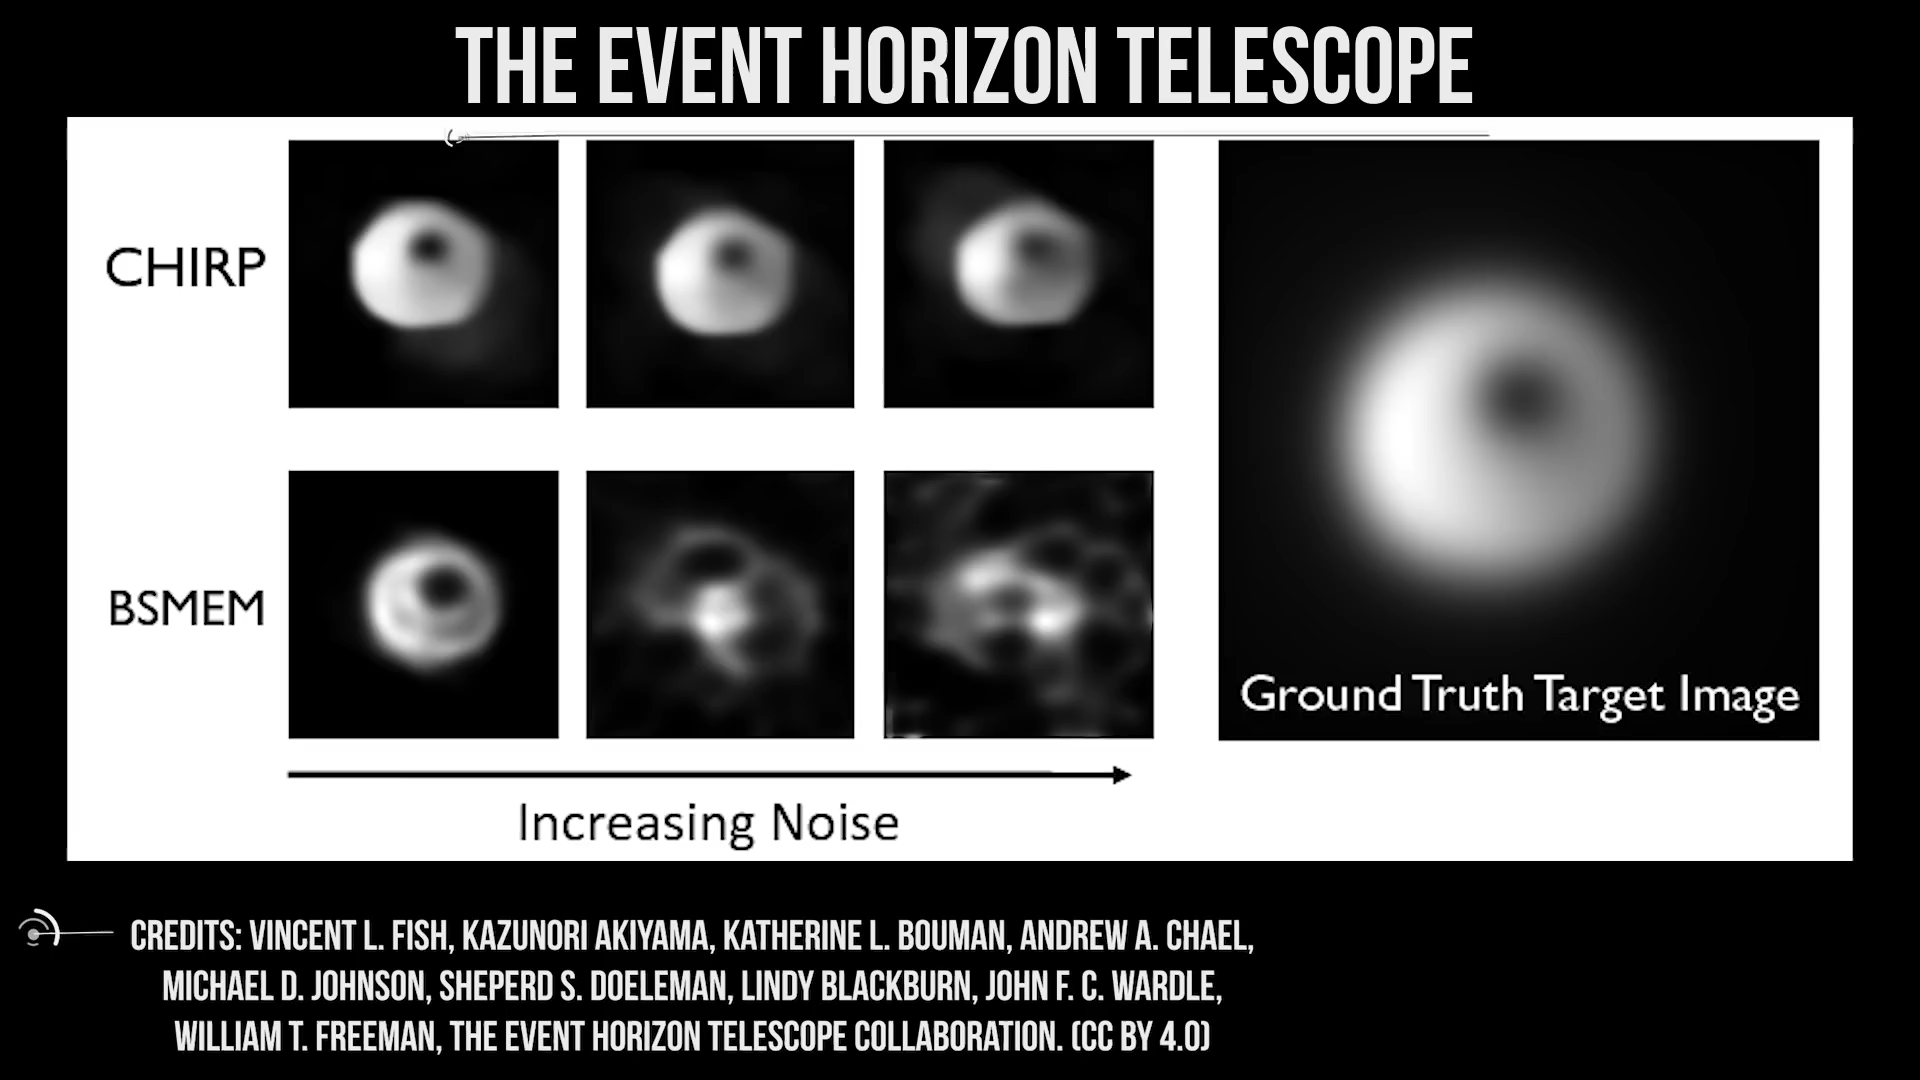 THE EVENT HORIZON TELESCOPE
CHIRP
BSMEM
Ground Truth Target Image
Increasing Noise
CREDITS: VINCENT L. FISH, KAZUNORI AKIYAMA, KATHERINE L. BOUMAN, ANDREW A. CHAEL,
MICHAEL D. JOHNSON, SHEPERD S. DOELEMAN, LINDY BLACKBURN, JOHN F. C. WARDLE,
WILLIAM T. FREEMAN, THE EVENT HORIZON TELESCOPE COLLABORATION. (CC BY 4.0)